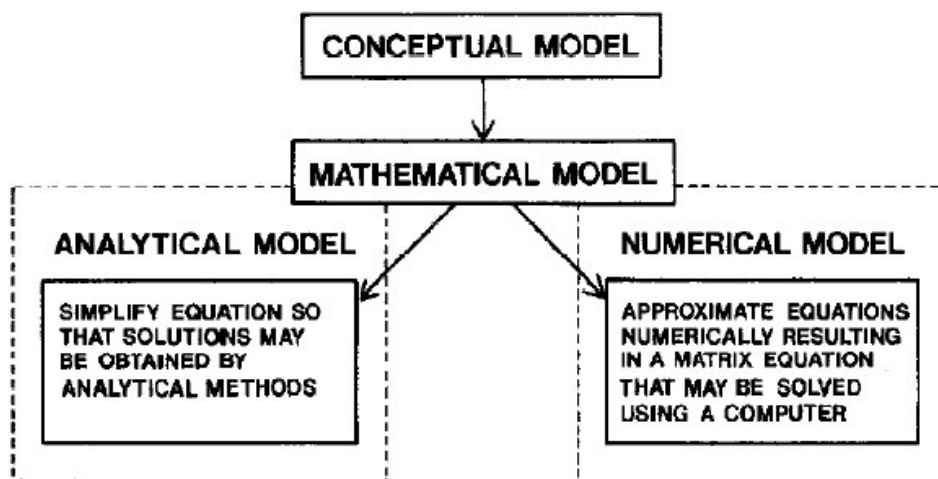 CONCEPTUAL MODEL
MATHEMATICAL MODEL
ANALYTICAL MODEL
SIMPLIFY EQUATION SO
THAT SOLUTIONS MAY
BE OBTAINED BY
ANALYTICAL METHODS
NUMERICAL MODEL
APPROXIMATE EQUATIONS
NUMERICALLY RESULTING
IN A MATRIX EQUATION
THAT MAY BE SOLVED
USING A COMPUTER